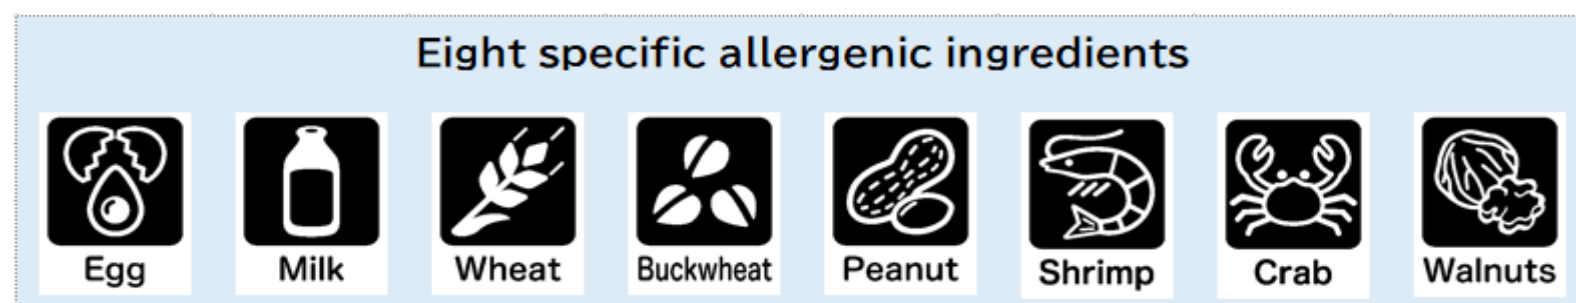 Eight specific allergenic ingredients
Egg Milk Wheat Buckwheat Peanut Shrimp Crab Walnuts